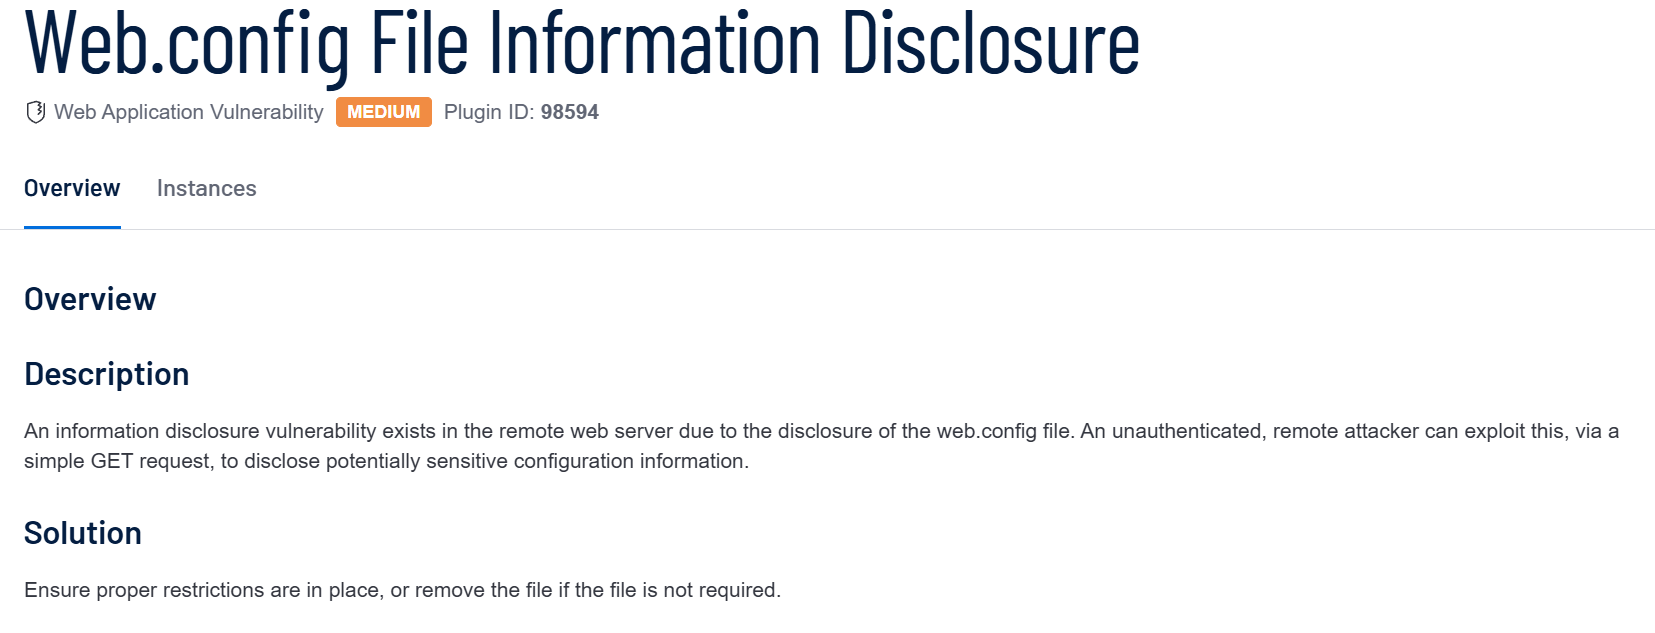 Web.config File Information Disclosure
Web Application Vulnerability MEDIUM Plugin ID: 98594
Overview Instances
Overview
Description
An information disclosure vulnerability exists in the remote web server due to the disclosure of the web.config file. An unauthenticated, remote attacker can exploit this, via a
simple GET request, to disclose potentially sensitive configuration information.
Solution
Ensure proper restrictions are in place, or remove the file if the file is not required.